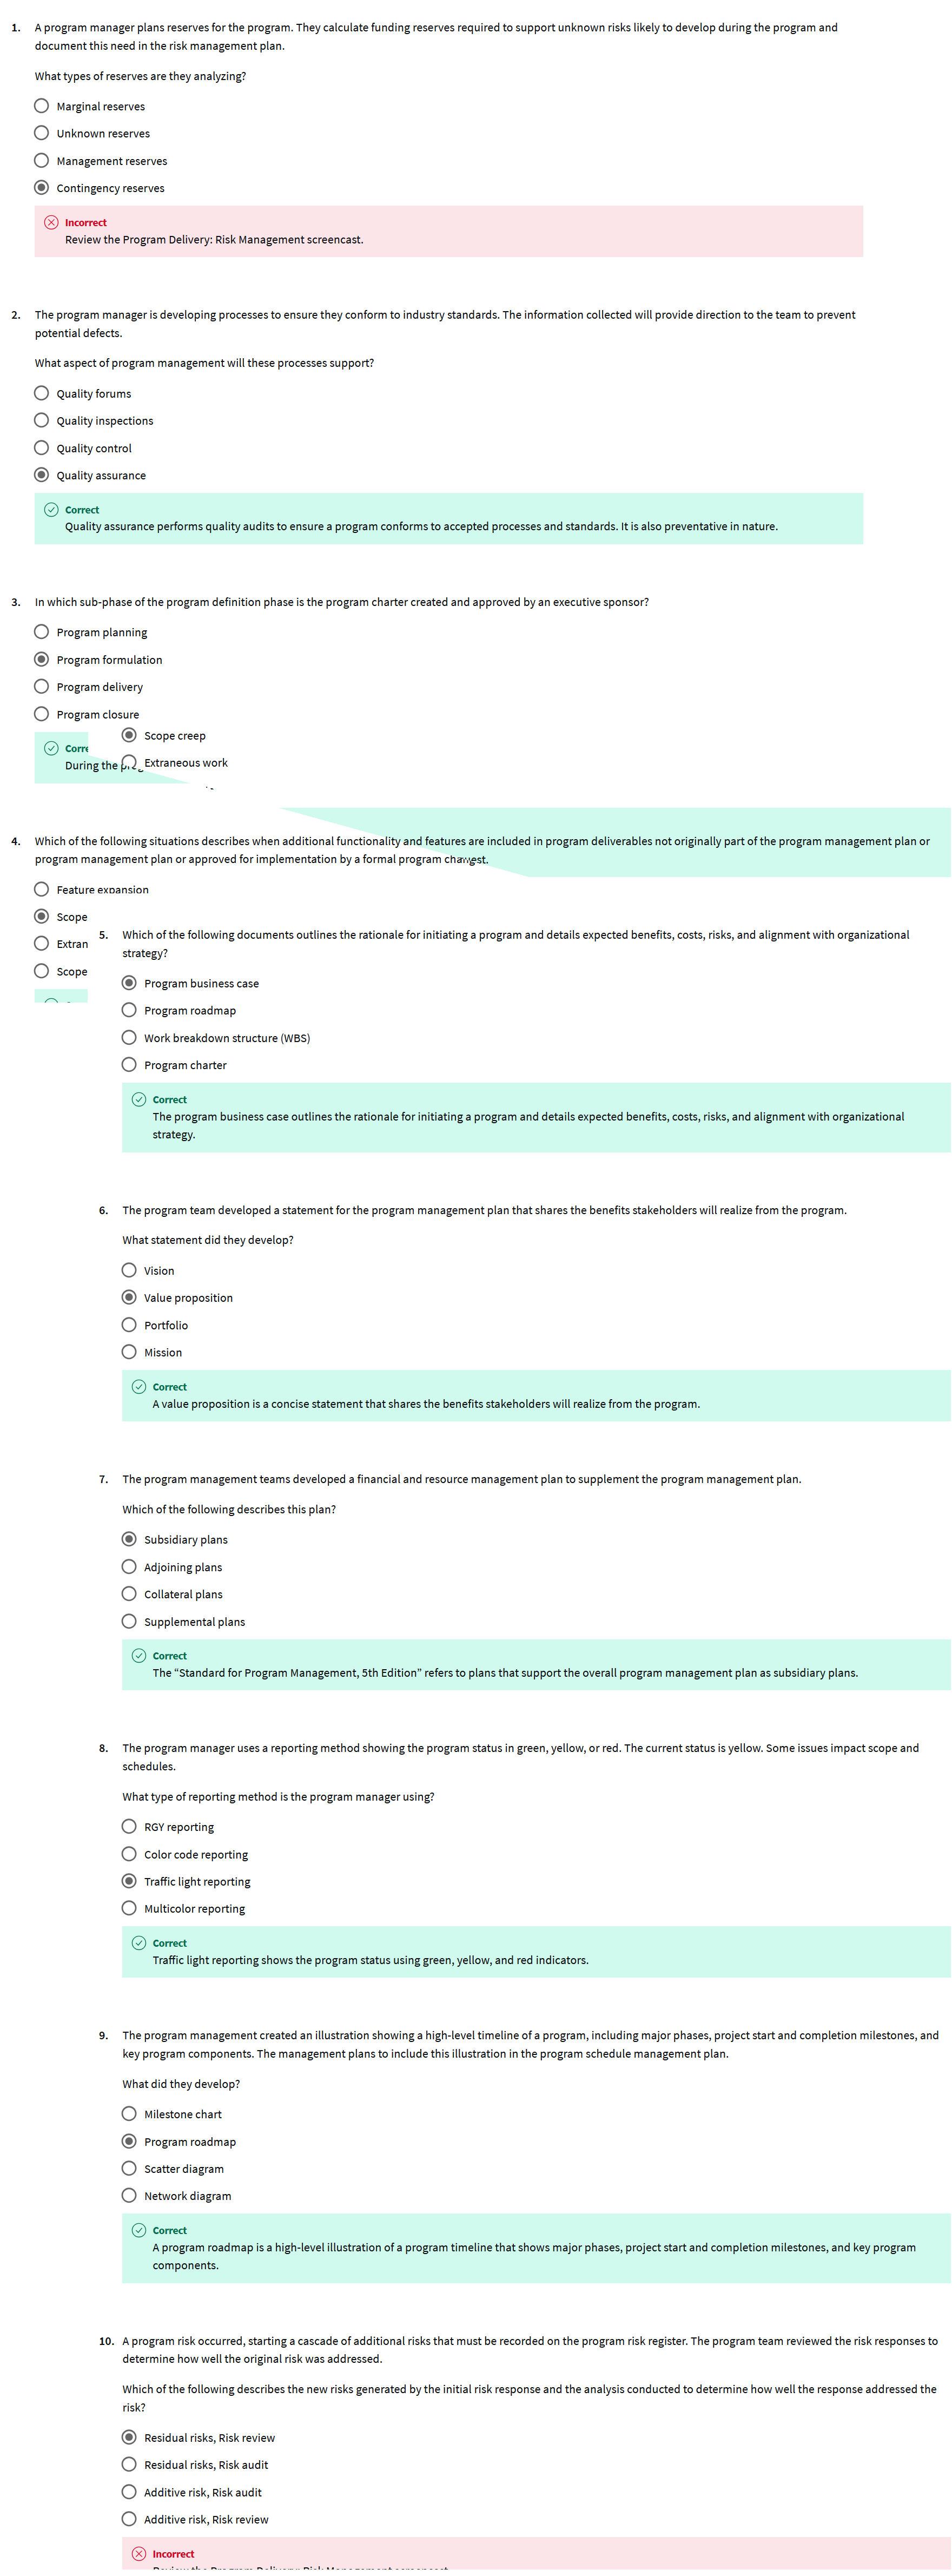 1. A program manager plans reserves for the program. They calculate funding reserves required to support unknown risks likely to develop during the program and
document this need in the risk management plan.
What types of reserves are they analyzing?
Marginal reserves
Unknown reserves
Management reserves
Contingency reserves
Incorrect
Review the Program Delivery: Risk Management screencast.
2. The program manager is developing processes to ensure they conform to industry standards. The information collected will provide direction to the team to prevent
potential defects.
What aspect of program management will these processes support?
Quality forums
Quality inspections
Quality control
Quality assurance
Correct
Quality assurance performs quality audits to ensure a program conforms to accepted processes and standards. It is also preventative in nature.
3. In which sub-phase of the program definition phase is the program charter created and approved by an executive sponsor?
Program planning
Program formulation
Program delivery
Program closure
Scope creep
Corre
Extraneous work
During the
4. Which of the following situations describes when additional functionality and features are included in program deliverables not originally part of the program management plan or
program management plan or approved for implementation by a formal program
Feature expansion
Scope
Extran
Scope
5. Which of the following documents outlines the rationale for initiating a program and details expected benefits, costs, risks, and alignment with organizational
strategy?
Program business case
Program roadmap
Work breakdown structure (WBS)
Program charter
Correct
The program business case outlines the rationale for initiating a program and details expected benefits, costs, risks, and alignment with organizational
strategy.
6. The program team developed a statement for the program management plan that shares the benefits stakeholders will realize from the program.
What statement did they develop?
Vision
Value proposition
Portfolio
Mission
Correct
A value proposition is a concise statement that shares the benefits stakeholders will realize from the program.
7. The program management teams developed a financial and resource management plan to supplement the program management plan.
Which of the following describes this plan?
Subsidiary plans
Adjoining plans
Collateral plans
Supplemental plans
Correct
The “Standard for Program Management, 5th Edition” refers to plans that support the overall program management plan as subsidiary plans.
8. The program manager uses a reporting method showing the program status in green, yellow, or red. The current status is yellow. Some issues impact scope and
schedules.
What type of reporting method is the program manager using?
RGY reporting
Color code reporting
Traffic light reporting
Multicolor reporting
Correct
Traffic light reporting shows the program status using green, yellow, and red indicators.
9. The program management created an illustration showing a high-level timeline of a program, including major phases, project start and completion milestones, and
key program components. The management plans to include this illustration in the program schedule management plan.
What did they develop?
Milestone chart
Program roadmap
Scatter diagram
Network diagram
Correct
A program roadmap is a high-level illustration of a program timeline that shows major phases, project start and completion milestones, and key program
components.
10. A program risk occurred, starting a cascade of additional risks that must be recorded on the program risk register. The program team reviewed the risk responses to
determine how well the original risk was addressed.
Which of the following describes the new risks generated by the initial risk response and the analysis conducted to determine how well the response addressed the
risk?
Residual risks, Risk review
Residual risks, Risk audit
Additive risk, Risk audit
Additive risk, Risk review
Incorrect